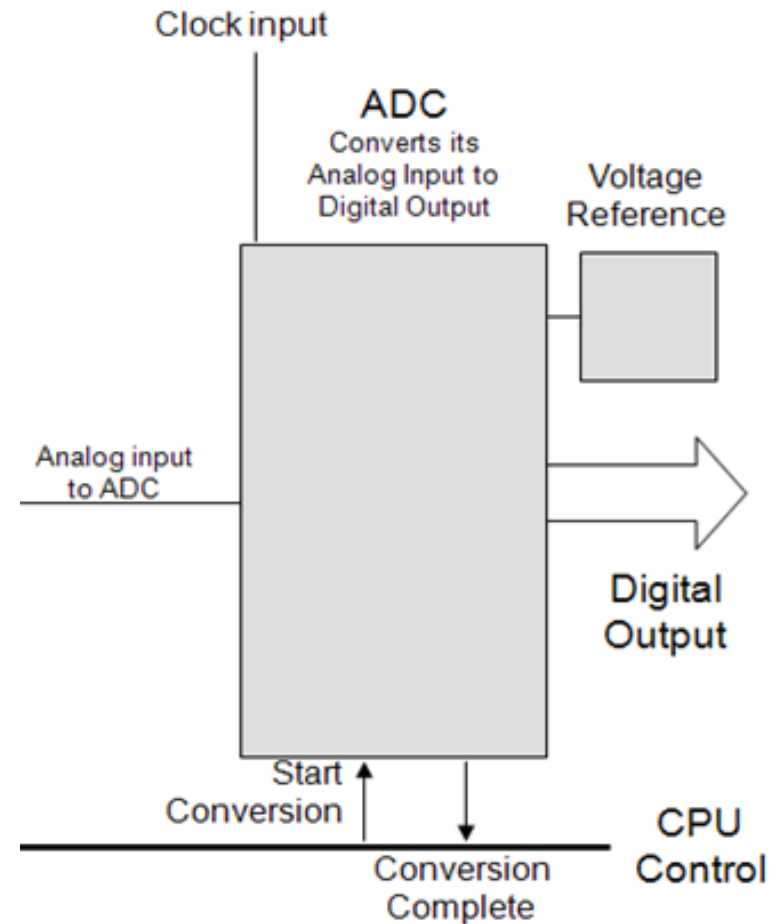 Clock input
ADC
Converts its
Analog Input to
Digital Output
Voltage
Reference
Analog input
to ADC
Digital
Output
Start
Conversion
CPU
Control
Conversion
Complete